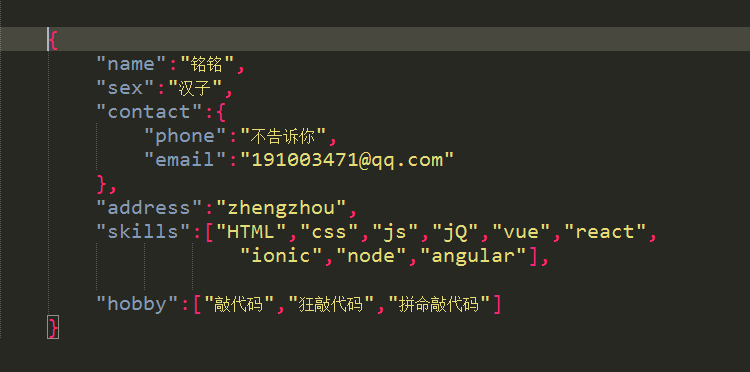 {
"name":"铭铭",
"sex":"汉子",
"contact":{
"phone":"不告诉你",
"email":"191003471@qq.com"
},
"address":"zhengzhou",
"skills":["HTML","css","js","jQ","vue","react",
"ionic","node","angular"],
"hobby":["敲代码","狂敲代码","拼命敲代码"]
}